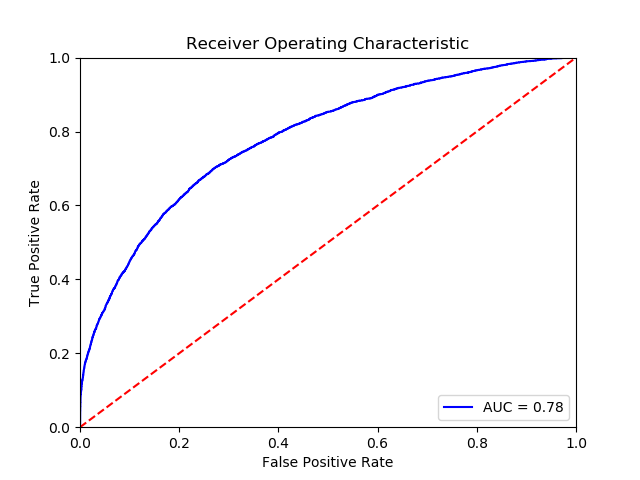 Receiver Operating Characteristic
True Positive Rate
1.0
0.8
0.6
0.4
0.2
0.0
AUC = 0.78
0.0 0.2 0.4 0.6 0.8 1.0
False Positive Rate